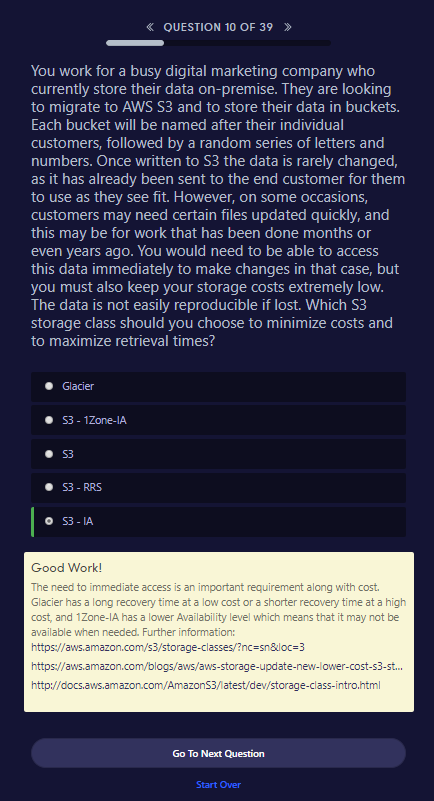 « QUESTION 10 OF 39 »
You work for a busy digital marketing company who
currently store their data on-premise. They are looking
to migrate to AWS S3 and to store their data in buckets.
Each bucket will be named after their individual
customers, followed by a random series of letters and
numbers. Once written to S3 the data is rarely changed,
as it has already been sent to the end customer for them
to use as they see fit. However, on some occasions,
customers may need certain files updated quickly, and
this may be for work that has been done months or
even years ago. You would need to be able to access
this data immediately to make changes in that case, but
you must also keep your storage costs extremely low.
The data is not easily reproducible if lost. Which S3
storage class should you choose to minimize costs and
to maximize retrieval times?
Glacier
S3 - 1Zone-IA
S3
S3 - RRS
S3 - IA
Good Work!
The need to immediate access is an important requirement along with cost.
Glacier has a long recovery time at a low cost or a shorter recovery time at a high
cost, and 1Zone-IA has a lower Availability level which means that it may not be
available when needed. Further information:
https://aws.amazon.com/s3/storage-classes/?nc=sn&loc=3
https://aws.amazon.com/blogs/aws/aws-storage-update-new-lower-cost-s3-st...
http://docs.aws.amazon.com/AmazonS3/latest/dev/storage-class-intro.html
Go To Next Question
Start Over